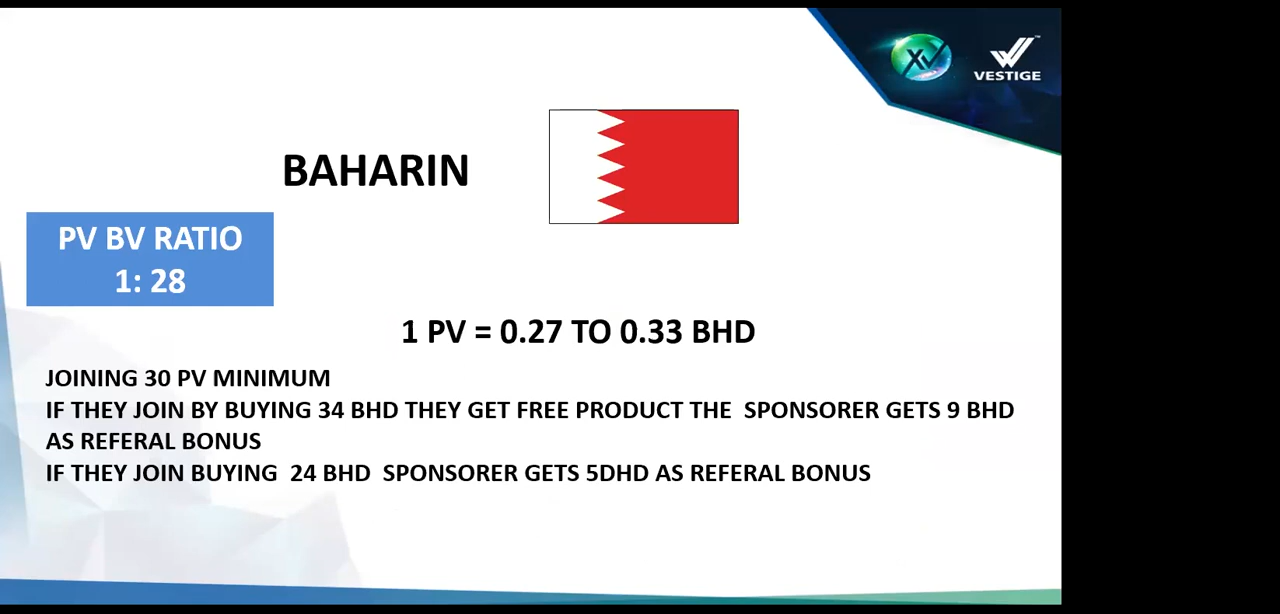 XV
VESTIGE™
BAHARIN
PV BV RATIO
1: 28
1 PV = 0.27 TO 0.33 BHD
JOINING 30 PV MINIMUM
IF THEY JOIN BY BUYING 34 BHD THEY GET FREE PRODUCT THE  SPONSORER GETS 9 BHD
AS REFERAL BONUS
IF THEY JOIN BUYING  24 BHD  SPONSORER GETS 5DHD AS REFERAL BONUS